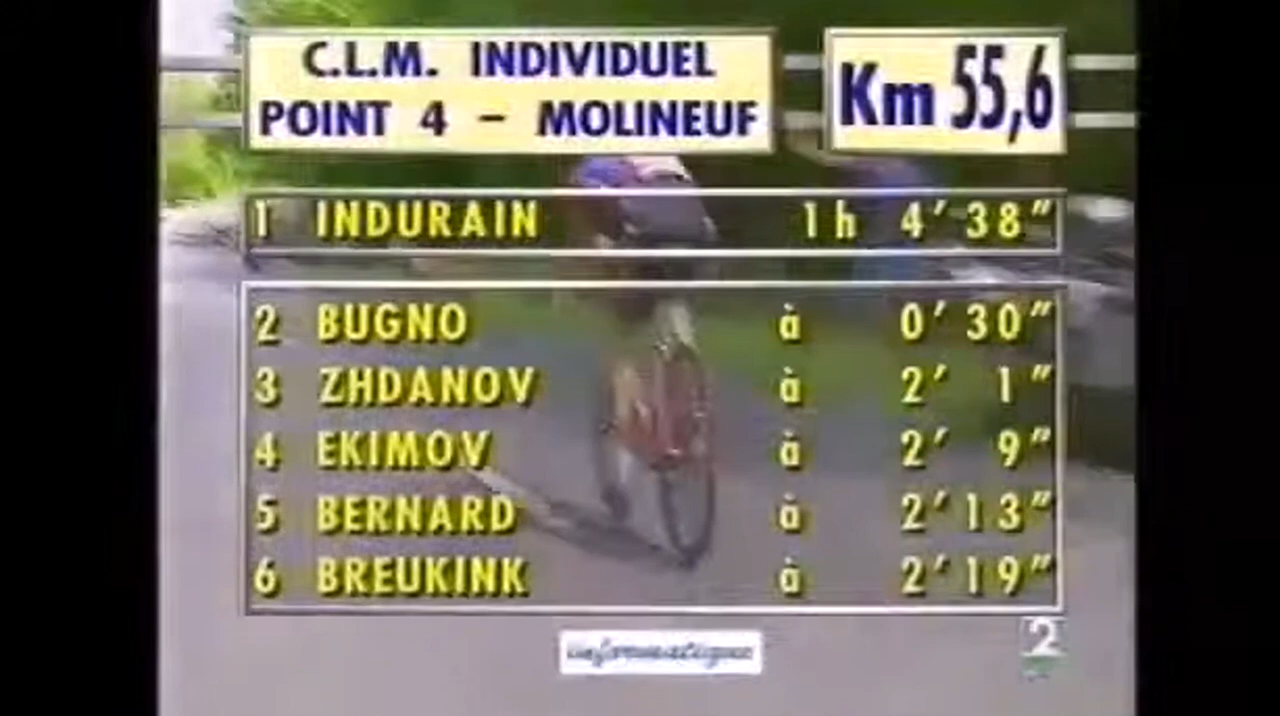 C.L.M. INDIVIDUEL
POINT 4 - MOLINEUF
Km 55,6
1 INDURAIN 1h 4' 38"
2 BUGNO à 0' 30"
3 ZHDANOV à 2' 1"
4 EKIMOV à 2' 9"
5 BERNARD à 2' 13"
6 BREUKINK à 2' 19"
informatique
2